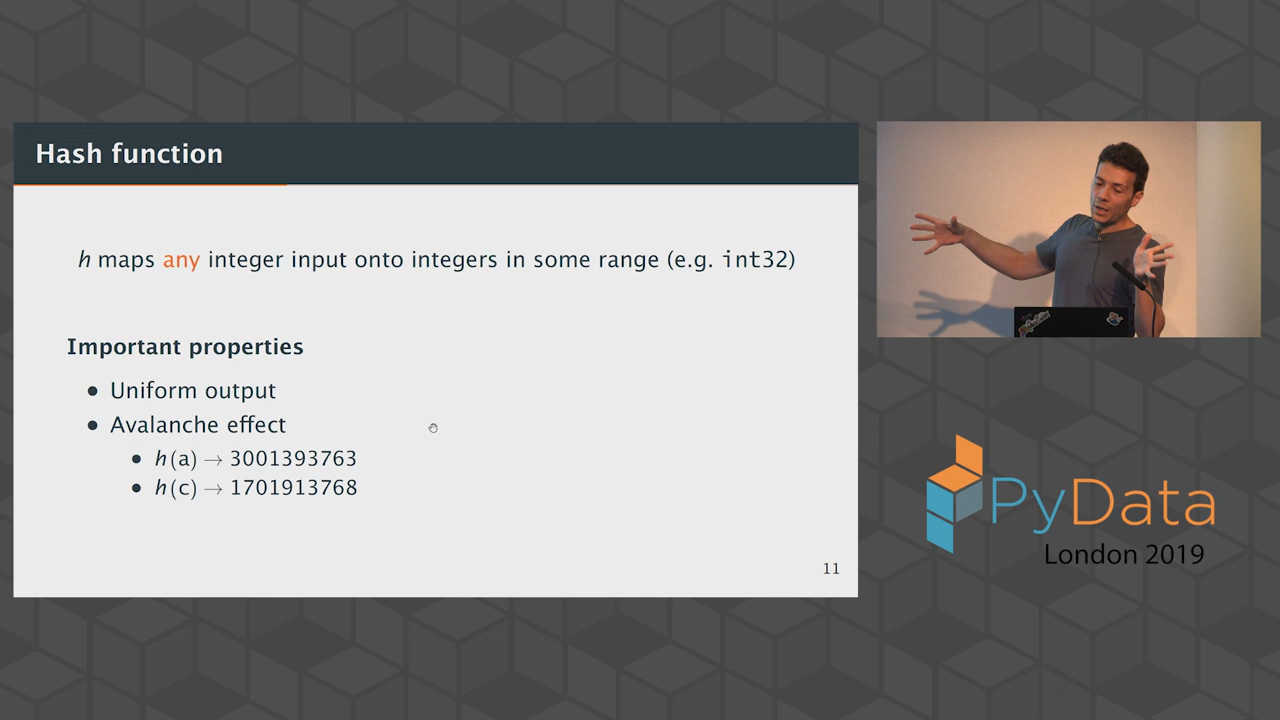 Hash function
h maps any integer input onto integers in some range (e.g. int32)
Important properties
• Uniform output
• Avalanche effect
• h(a) → 3001393763
• h(c) → 1701913768
11
PyData
London 2019